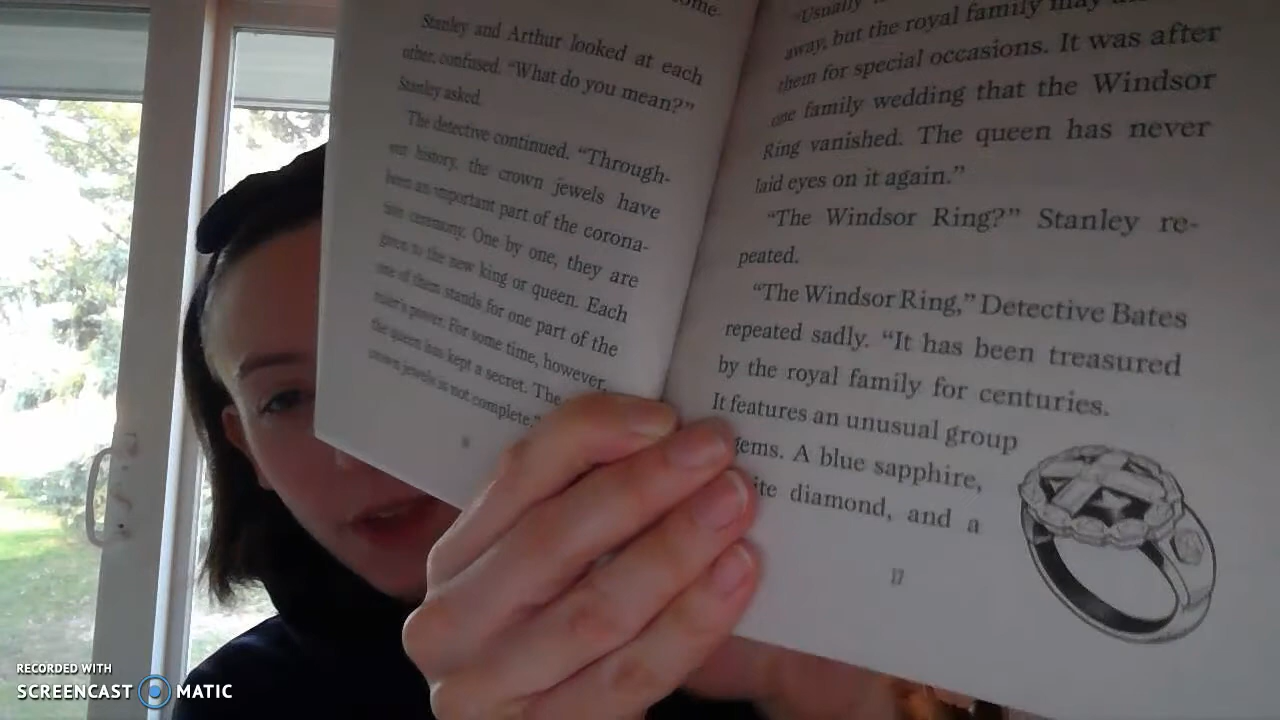 ome.
Stanley and Arthur looked at each
other, confused. "What do you mean?"
Stanley asked.
The detective continued. "Through-
out history, the crown jewels have
been an important part of the corona-
tion ceremony. One by one, they are
given to the new king or queen. Each
one of them stands for one part of the
ruler's power. For some time, however,
the queen has kept a secret. The
crown jewels is not complete."
"Usually
away, but the royal family may
them for special occasions. It was after
one family wedding that the Windsor
Ring vanished. The queen has never
laid eyes on it again."
"The Windsor Ring?" Stanley re-
peated.
"The Windsor Ring," Detective Bates
repeated sadly. "It has been treasured
by the royal family for centuries.
It features an unusual group
gems. A blue sapphire,
ite diamond, and a
17
RECORDED WITH
SCREENCAST MATIC